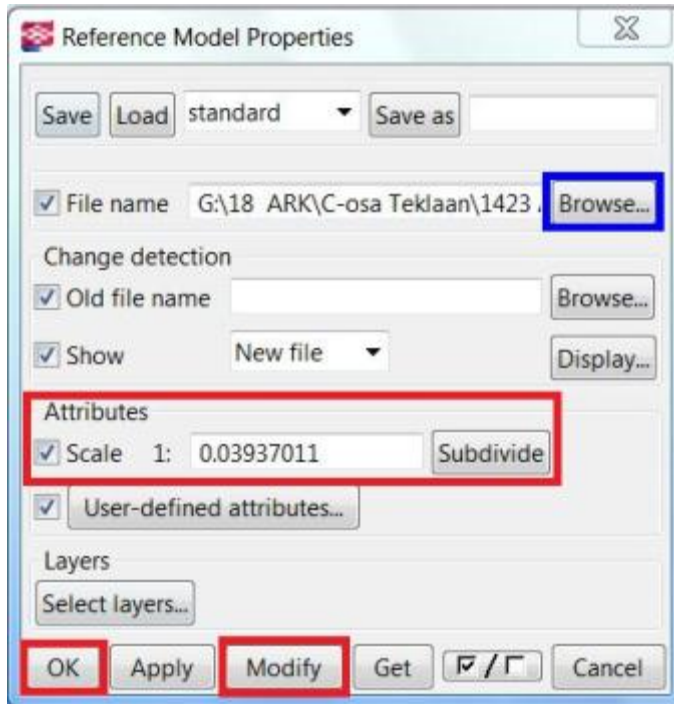 Reference Model Properties
Save Load standard Save as
File name G:\18 ARK\C-osa Teklaan\1423 Browse...
Change detection
Old file name Browse...
Show New file Display...
Attributes
Scale 1: 0.03937011 Subdivide
User-defined attributes...
Layers
Select layers...
OK Apply Modify Get / Cancel